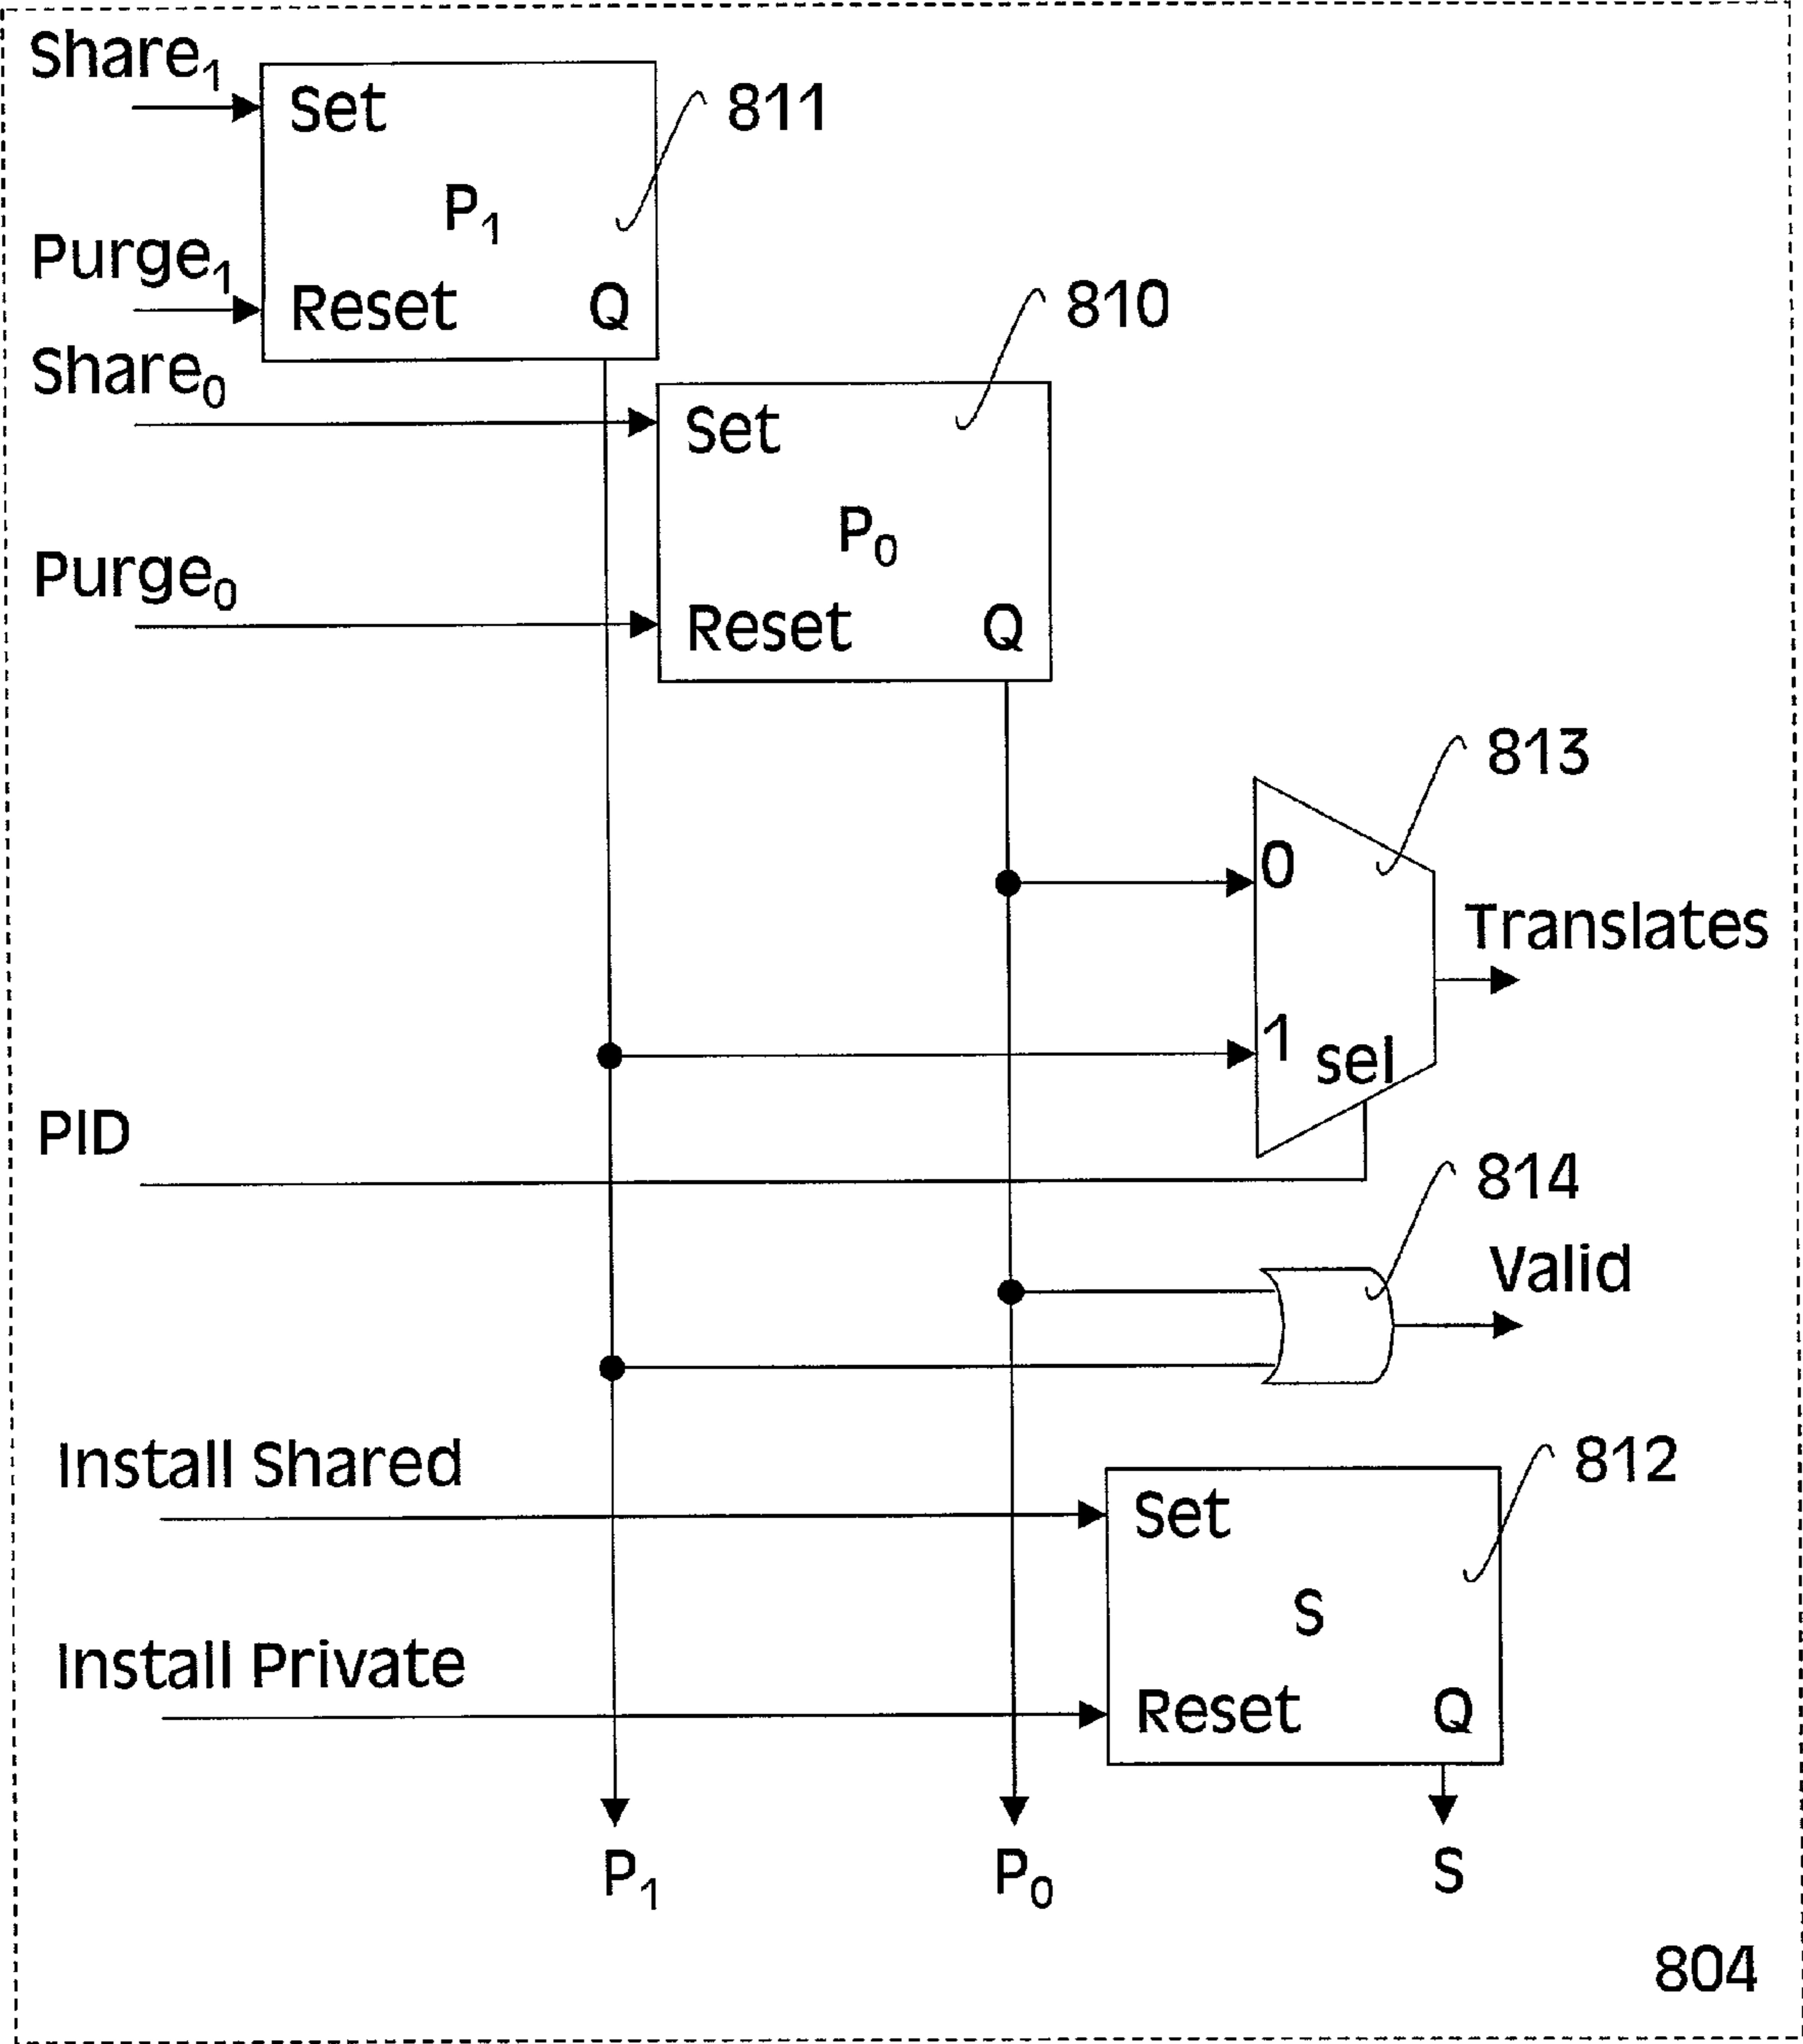 Share₁
Set
811
P₁
Purge₁
Reset Q
810
Share₀
Set
P₀
Purge₀
Reset Q
813
0
Translates
1 sel
PID
814
Valid
Install Shared
812
Set
S
Install Private
Reset Q
P₁ P₀ S
804